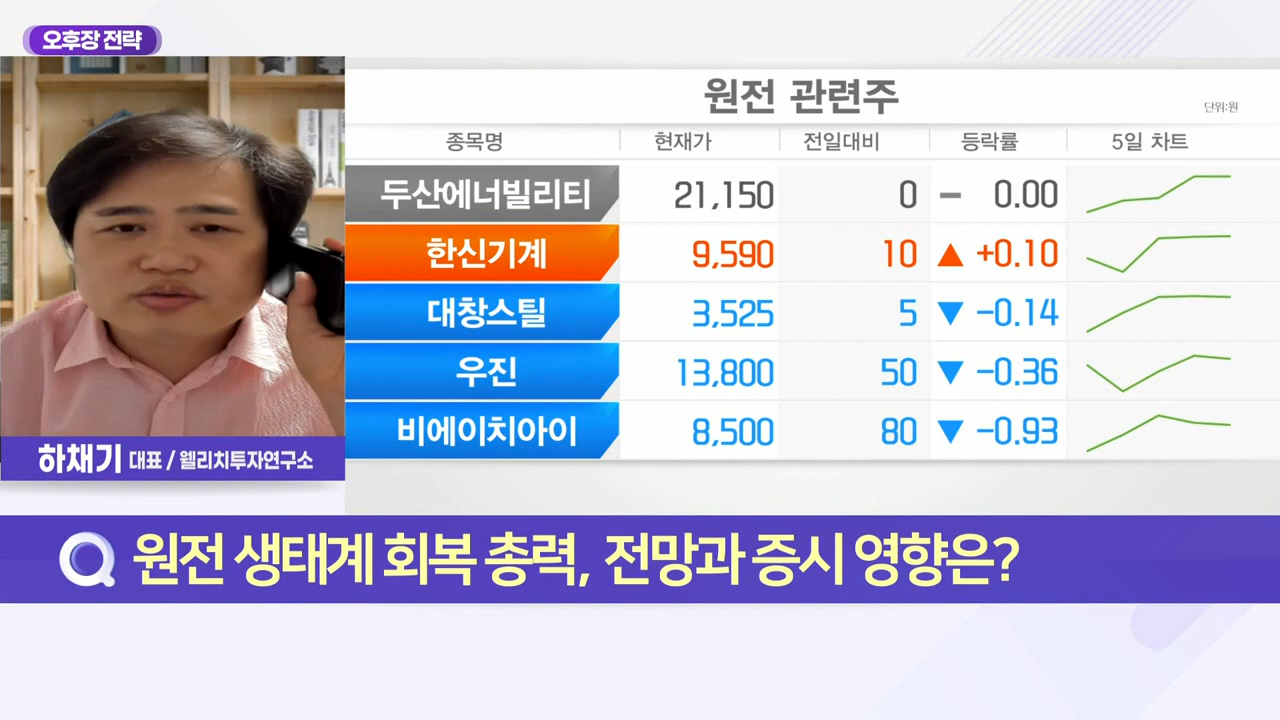 오후장 전략
원전 관련주
단위:원
종목명 현재가 전일대비 등락률 5일 차트
두산에너빌리티 21,150 0 − 0.00
한신기계 9,590 10 ▲ +0.10
대창스틸 3,525 5 ▼ -0.14
우진 13,800 50 ▼ -0.36
비에이치아이 8,500 80 ▼ -0.93
하채기 대표 / 웰리치투자연구소
Q 원전 생태계 회복 총력, 전망과 증시 영향은?